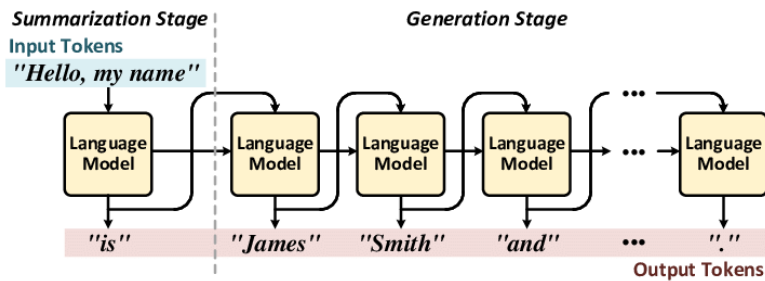 Summarization Stage
Generation Stage
Input Tokens
"Hello, my name"
Language Model
Language Model
Language Model
Language Model
•••
•••
Language Model
"is"
"James"
"Smith"
"and"
•••
"."
Output Tokens